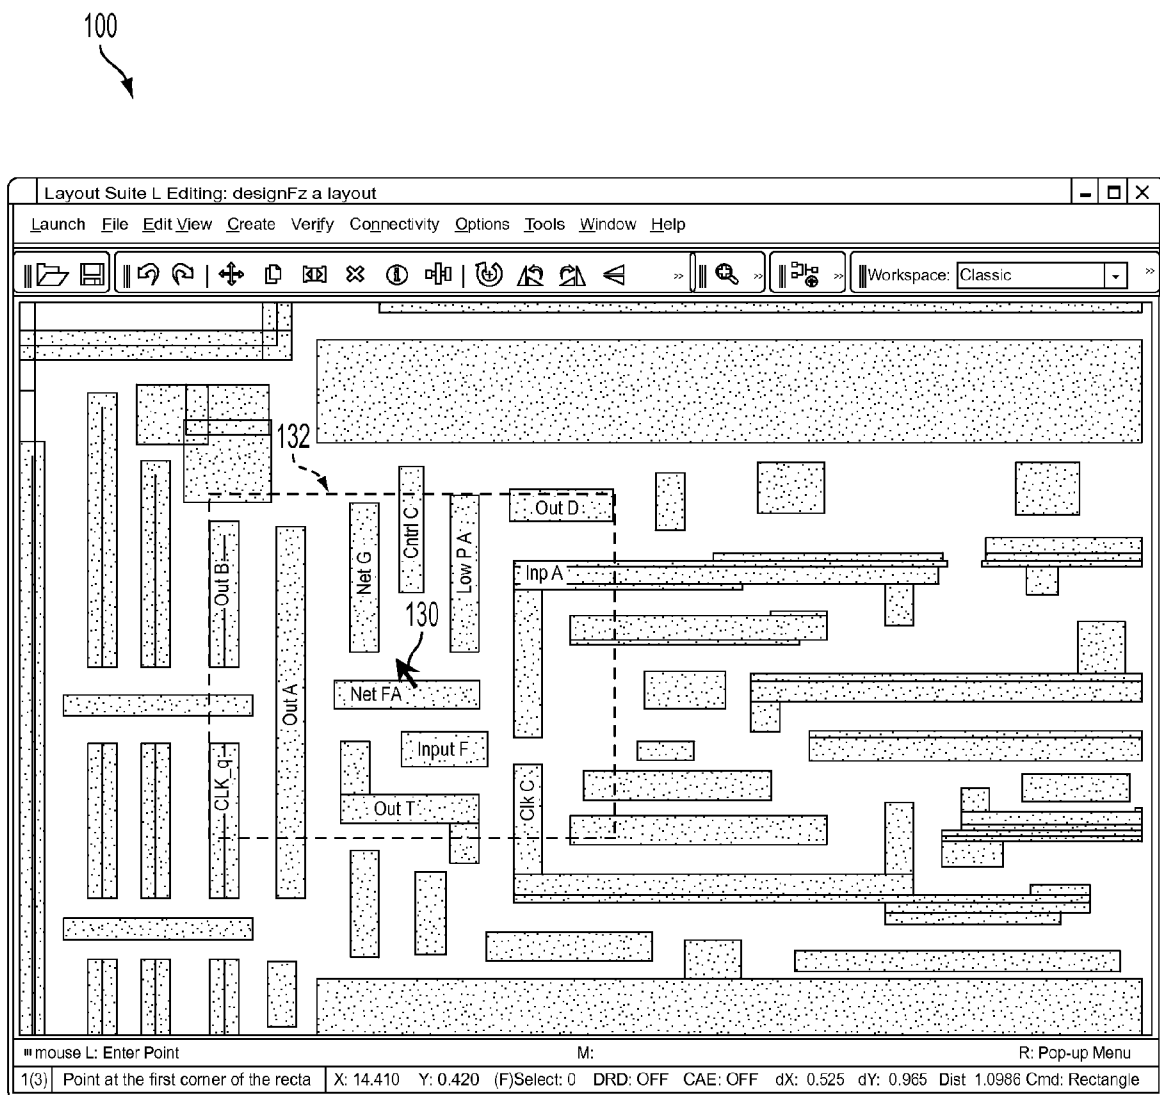 100
Layout Suite L Editing: designFz a layout
Launch File Edit View Create Verify Connectivity Options Tools Window Help
Workspace: Classic
132
Out D
Cntrl C
Net G
Low P A
Out B
Inp A
130
Out A
Net FA
Input F
CLK_q
Out T
Clk C
mouse L: Enter Point M: R: Pop-up Menu
1(3) Point at the first corner of the recta X: 14.410 Y: 0.420 (F)Select: 0 DRD: OFF CAE: OFF dX: 0.525 dY: 0.965 Dist 1.0986 Cmd: Rectangle